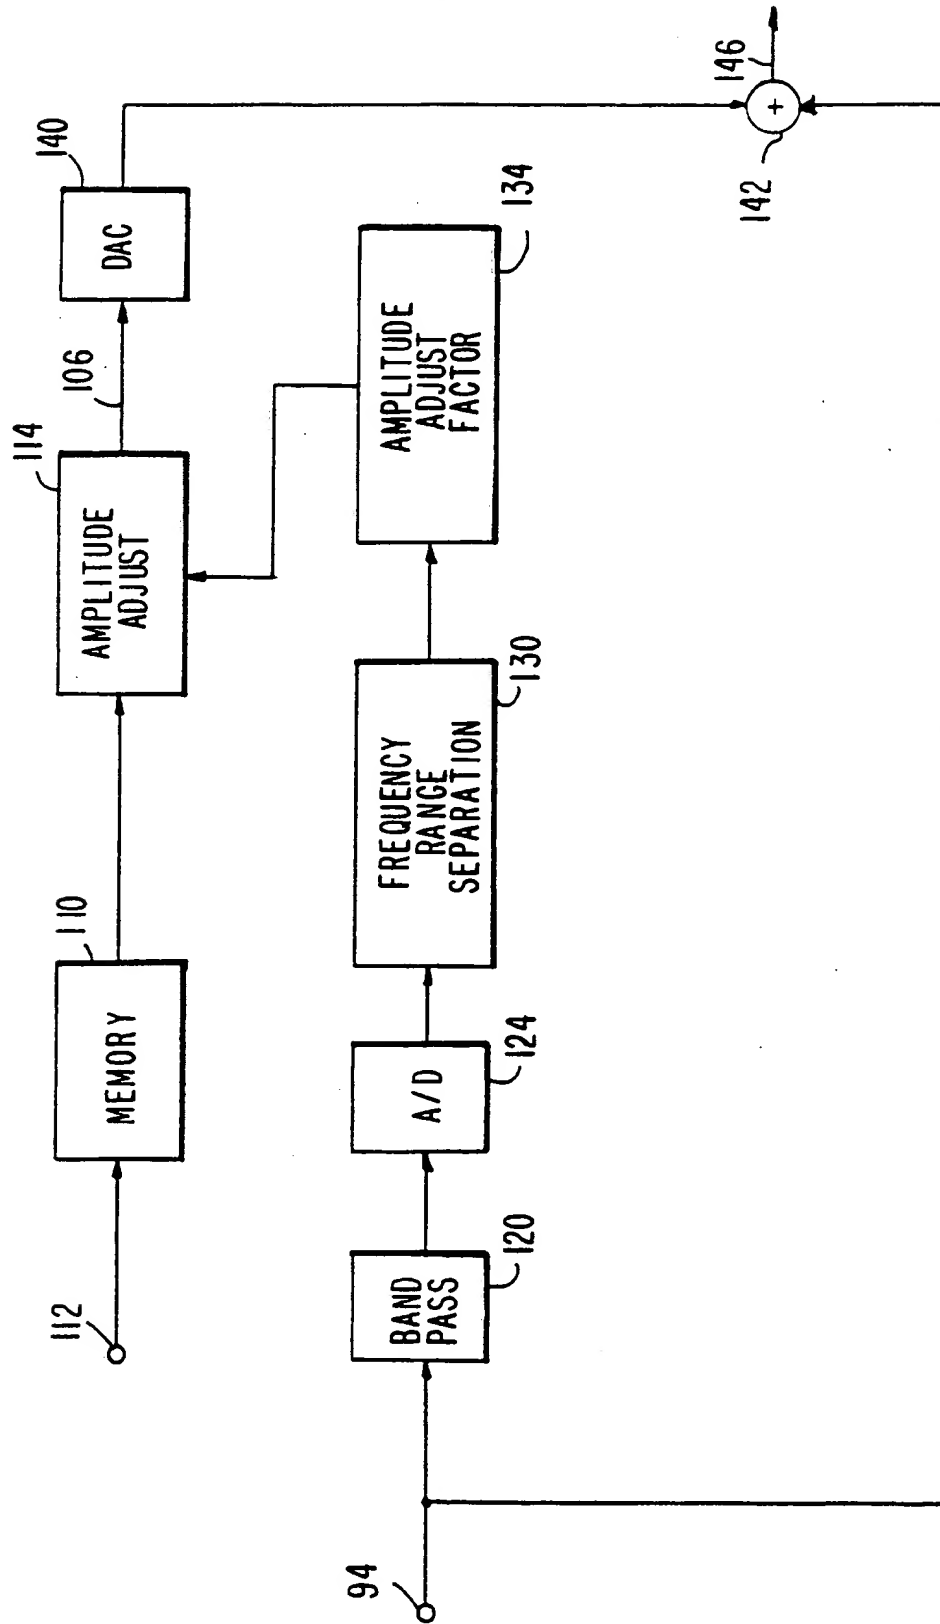 112
MEMORY
110
AMPLITUDE
ADJUST
114
106
DAC
140
94
BAND
PASS
120
A/D
124
FREQUENCY
RANGE
SEPARATION
130
AMPLITUDE
ADJUST
FACTOR
134
+
142
146